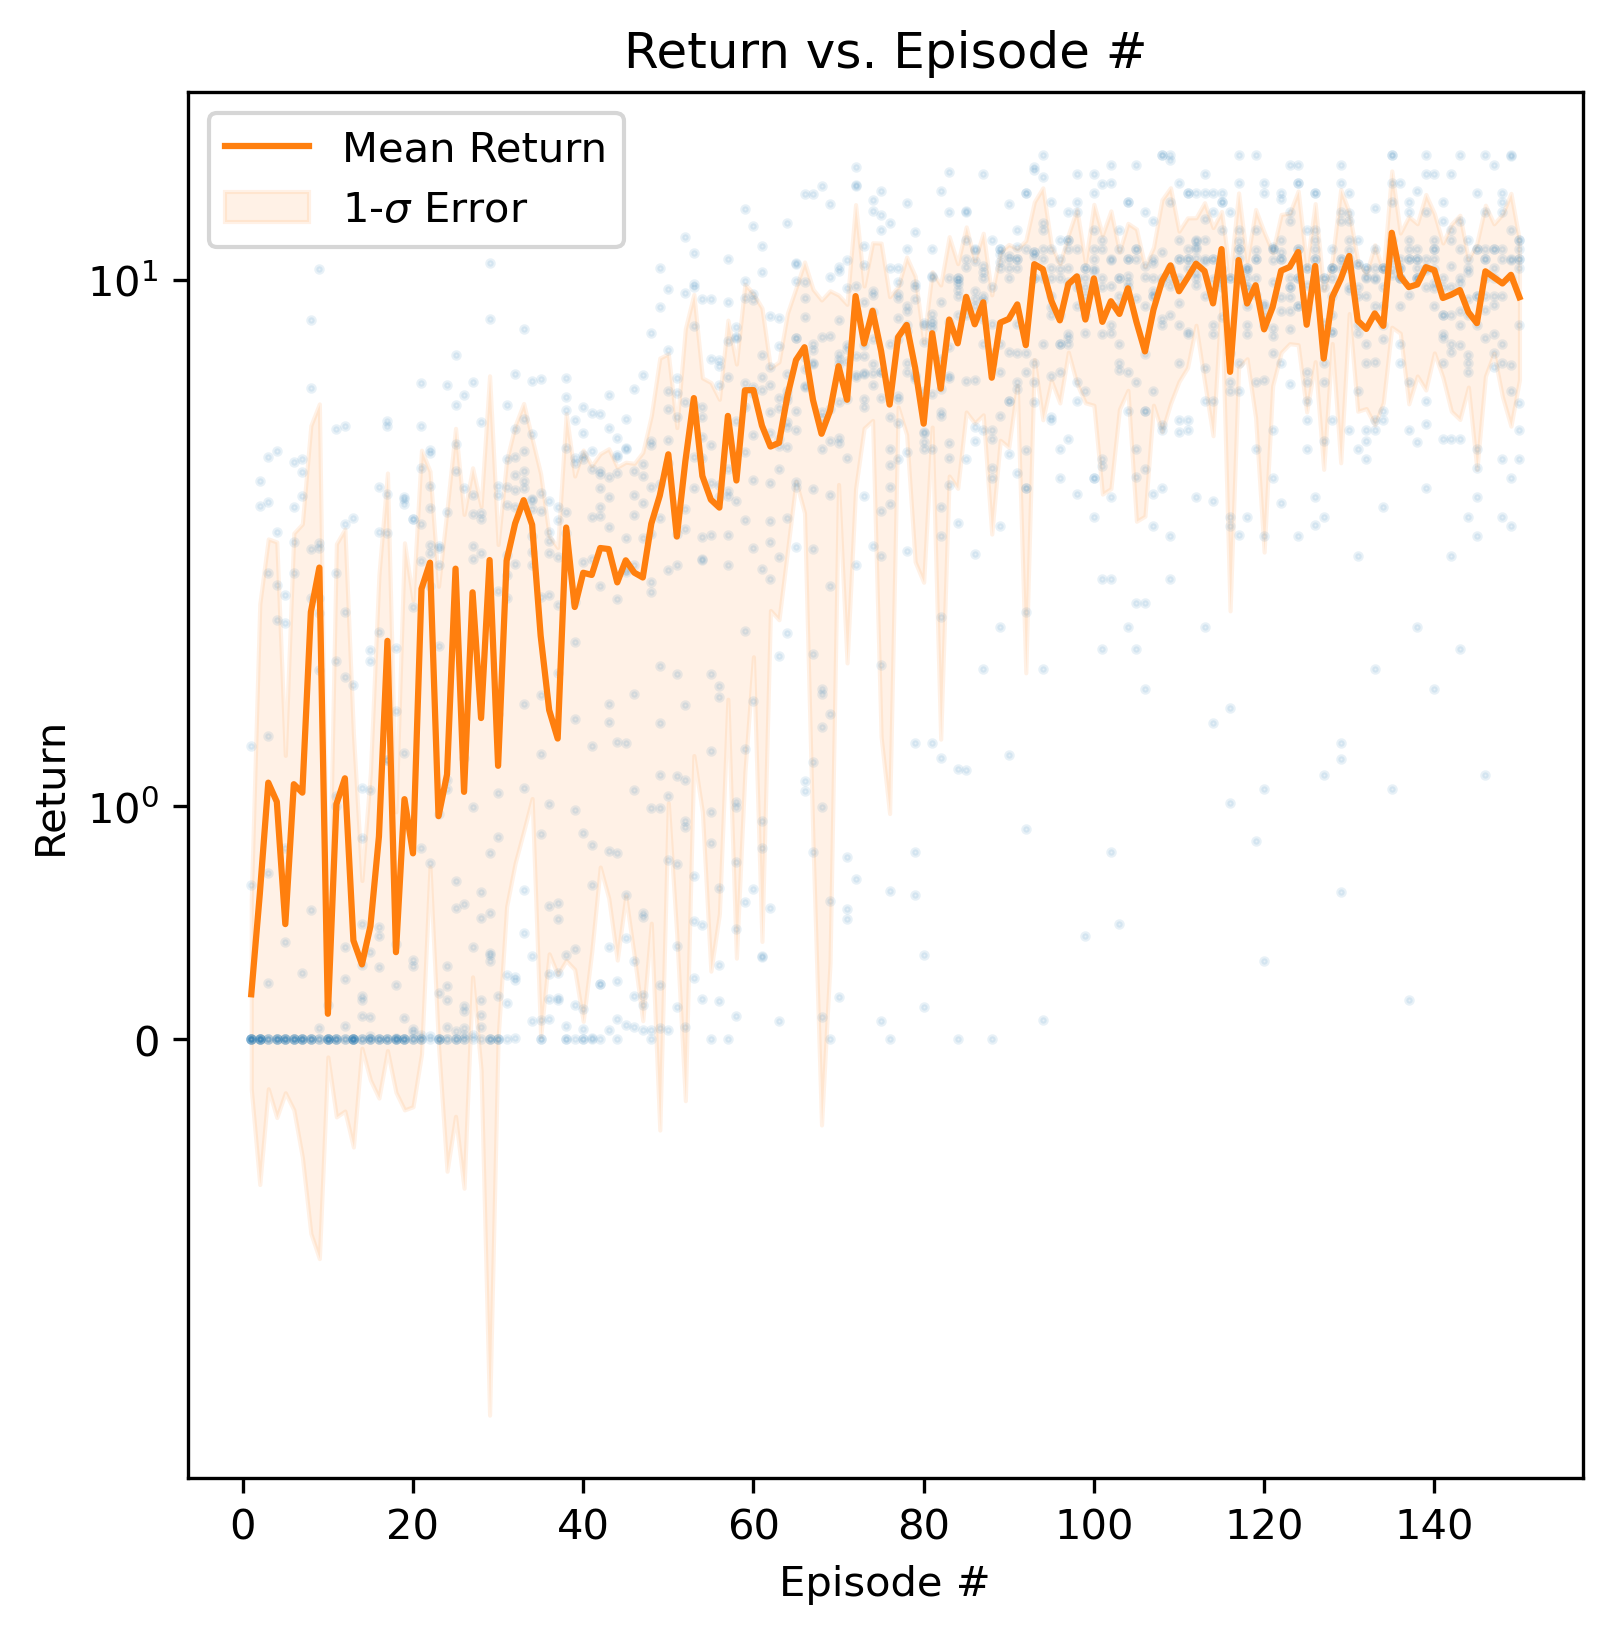 Return vs. Episode #
Mean Return
1-σ Error
10¹
10⁰
0
Return
0 20 40 60 80 100 120 140
Episode #